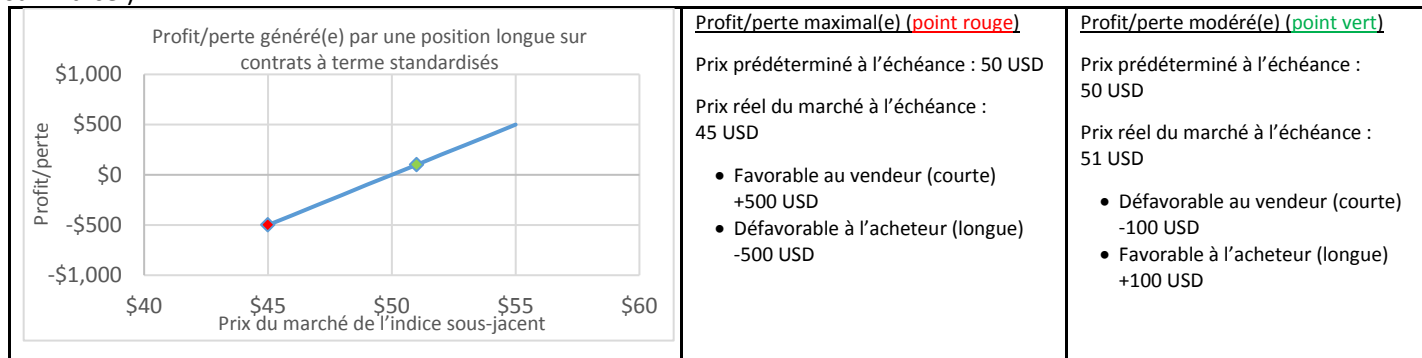 Profit/perte généré(e) par une position longue sur
contrats à terme standardisés
$1,000
$500
$0
-$500
-$1,000
Profit/perte
$40
$45
$50
$55
$60
Prix du marché de l'indice sous-jacent
Profit/perte maximal(e) (point rouge)
Prix prédéterminé à l'échéance : 50 USD
Prix réel du marché à l'échéance :
45 USD
• Favorable au vendeur (courte)
+500 USD
• Défavorable à l'acheteur (longue)
-500 USD
Profit/perte modéré(e) (point vert)
Prix prédéterminé à l'échéance :
50 USD
Prix réel du marché à l'échéance :
51 USD
• Défavorable au vendeur (courte)
-100 USD
• Favorable à l'acheteur (longue)
+100 USD